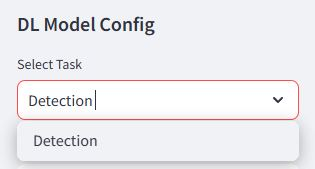 DL Model Config
Select Task
Detection
Detection